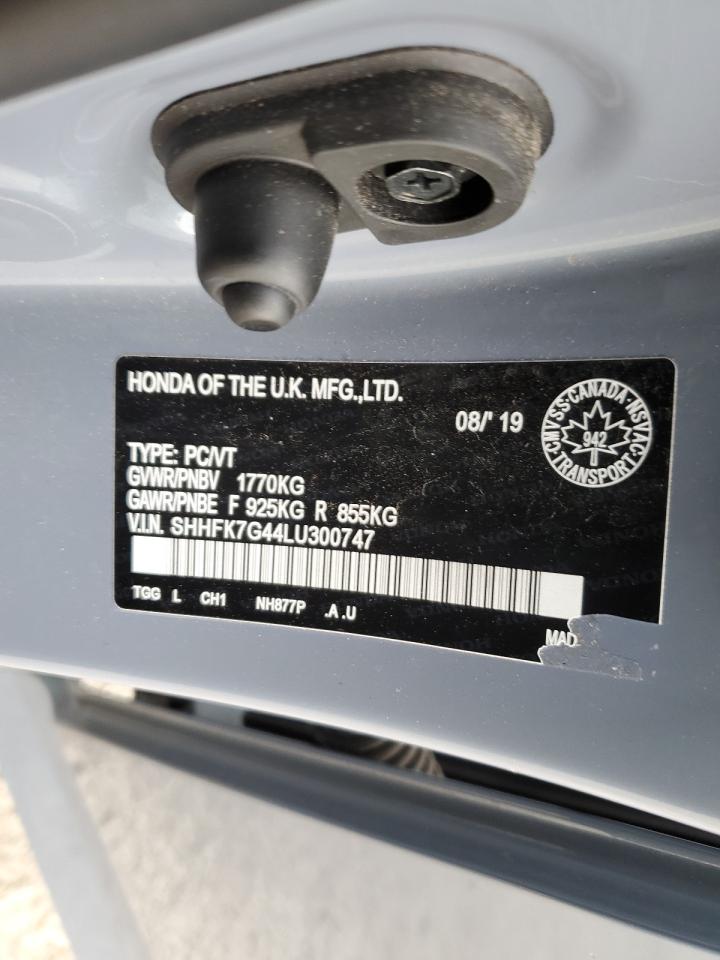 HONDA OF THE U.K. MFG.,LTD.
08/' 19
CMVSS·CANADA·NSVAC
942
TRANSPORT
TYPE: PC/VT
GVWR/PNBV 1770KG
GAWR/PNBE F 925KG R 855KG
V.I.N. SHHFK7G44LU300747
TGG L CH1 NH877P .A .U
MAD